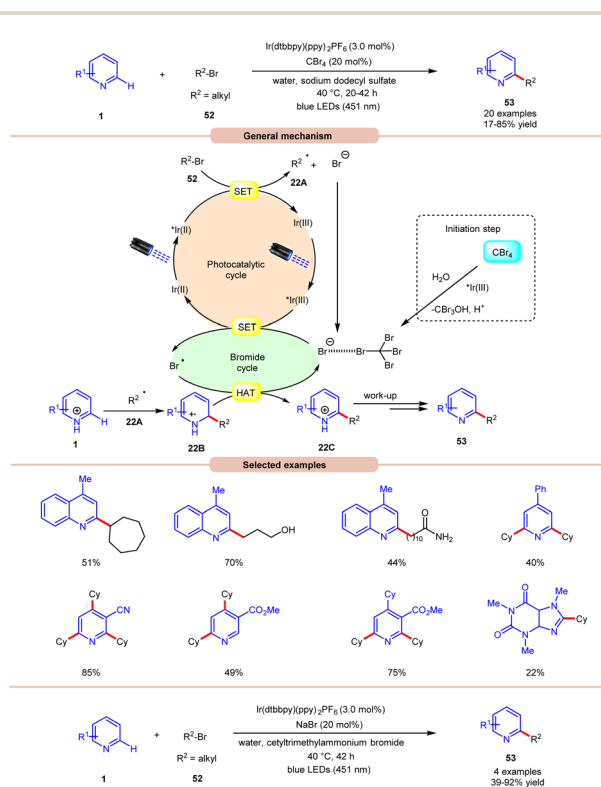 Ir(dtbbpy)(ppy)2PF6 (3.0 mol%)
CBr4 (20 mol%)
R1 N H + R2-Br
water, sodium dodecyl sulfate
R2 = alkyl
40 °C, 20-42 h
blue LEDs (451 nm)
R1 N R2
1
52
53
20 examples
17-85% yield
General mechanism
R2-Br
52
R2 • + Br ⊖
22A
SET
*Ir(II)
Ir(III)
Photocatalytic
cycle
Ir(II)
*Ir(III)
SET
Initiation step
CBr4
H2O
*Ir(III)
-CBr3OH, H+
Bromide
cycle
Br •
⊖
Br Br Br
Br
Br
HAT
R1 ⊕ N H H
R2 •
22A
R1 +• N H R2
R1 ⊕ N H R2
work-up
R1 N R2
1
22B
22C
53
Selected examples
Me
N
51%
Me
N OH
70%
Me
N ( )10 O NH2
44%
Ph
Cy N Cy
40%
Cy
CN
Cy N Cy
85%
Cy
CO2Me
Cy N
49%
Cy
CO2Me
Cy N Cy
75%
O Me
Me N N
Cy
O N N
Me
22%
Ir(dtbbpy)(ppy)2PF6 (3.0 mol%)
NaBr (20 mol%)
R1 N H + R2-Br
water, cetyltrimethylammonium bromide
R2 = alkyl
40 °C, 42 h
blue LEDs (451 nm)
R1 N R2
1
52
53
4 examples
39-92% yield